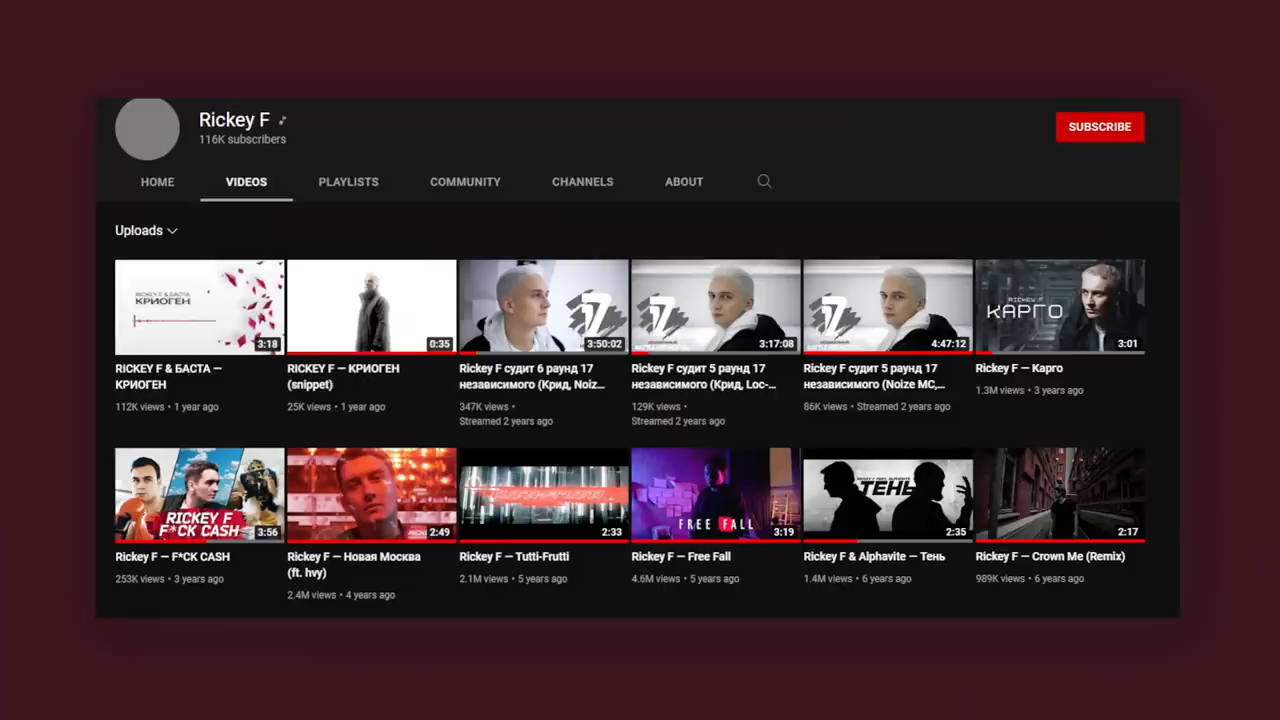 Rickey F
116K subscribers
SUBSCRIBE
HOME VIDEOS PLAYLISTS COMMUNITY CHANNELS ABOUT
Uploads
RICKEY F & БАСТА
КРИОГЕН
3:18
0:35
3:50:02
3:17:08
4:47:12
RICKEY F
КАРГО
3:01
RICKEY F & БАСТА —
КРИОГЕН
112K views • 1 year ago
RICKEY F — КРИОГЕН
(snippet)
25K views • 1 year ago
Rickey F судит 6 раунд 17
независимого (Крид, Noiz...
347K views •
Streamed 2 years ago
Rickey F судит 5 раунд 17
независимого (Крид, Loc-...
129K views •
Streamed 2 years ago
Rickey F судит 5 раунд 17
независимого (Noize MC,...
86K views • Streamed 2 years ago
Rickey F — Карго
1.3M views • 3 years ago
RICKEY F
F*CK CASH
3:56
2:49
TUTTI-FRUTTI
2:33
FREE FALL
3:19
ТЕНЬ
2:35
2:17
Rickey F — F*CK CASH
253K views • 3 years ago
Rickey F — Новая Москва
(ft. hvy)
2.4M views • 4 years ago
Rickey F — Tutti-Frutti
2.1M views • 5 years ago
Rickey F — Free Fall
4.6M views • 5 years ago
Rickey F & Alphavite — Тень
1.4M views • 6 years ago
Rickey F — Crown Me (Remix)
989K views • 6 years ago